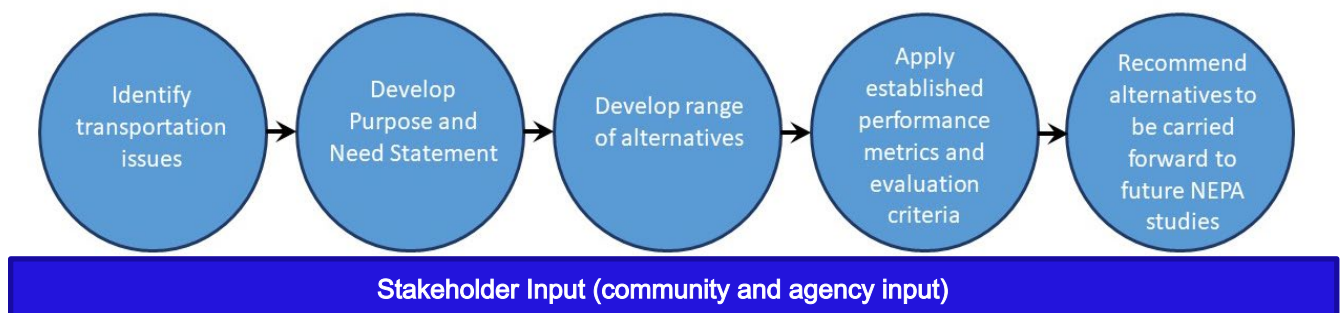 Identify
transportation
issues
Develop
Purpose and
Need Statement
Develop range
of alternatives
Apply
established
performance
metrics and
evaluation
criteria
Recommend
alternatives to
be carried
forward to
future NEPA
studies
Stakeholder Input (community and agency input)